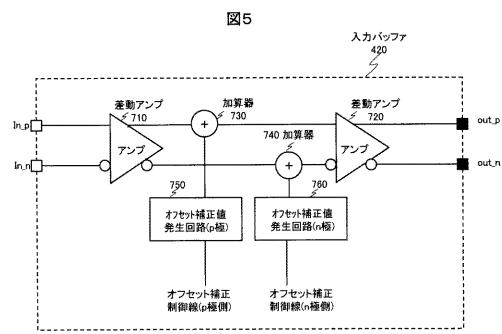 図5
入力バッファ
420
差動アンプ
710
加算器
730
差動アンプ
720
In_p
out_p
アンプ
740 加算器
アンプ
In_n
out_n
+
+
750
760
オフセット補正値
発生回路(p極)
オフセット補正値
発生回路(n極)
オフセット補正
制御線(p極側)
オフセット補正
制御線(n極側)